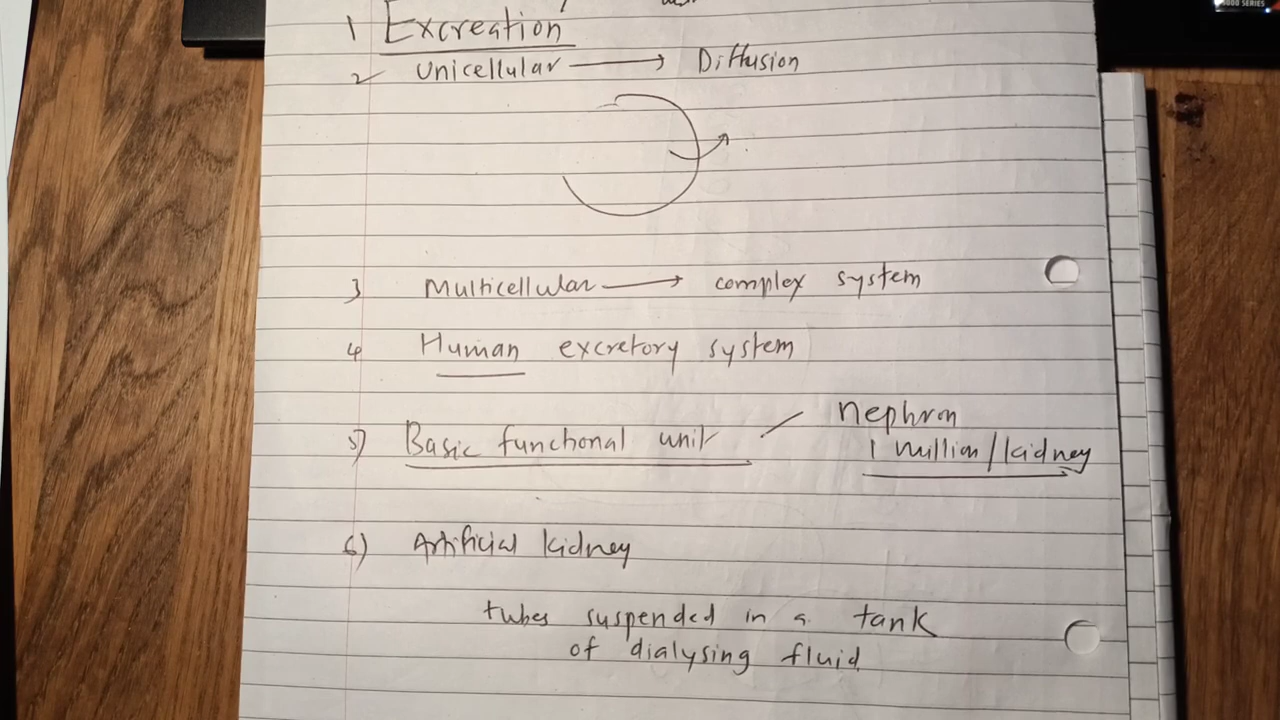 1 Excreation
2 Unicellular → Diffusion
3 Multicellular → complex system
4 Human excretory system
5) Basic functional unit / nephron
1 million/kidney
6) Artificial kidney
tubes suspended in a tank
of dialysing fluid